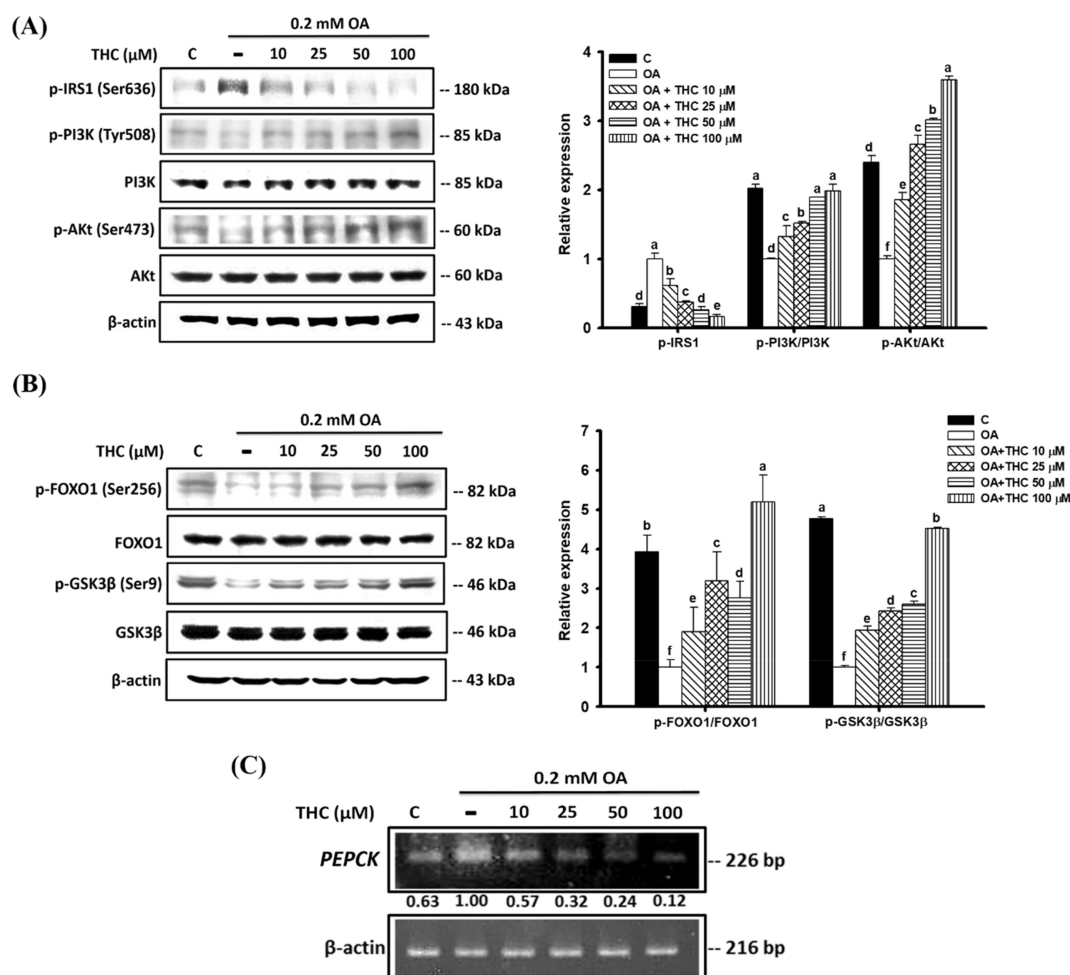 (A)
0.2 mM OA
THC (μM) C – 10 25 50 100
p-IRS1 (Ser636) -- 180 kDa
p-PI3K (Tyr508) -- 85 kDa
PI3K -- 85 kDa
p-AKt (Ser473) -- 60 kDa
AKt -- 60 kDa
β-actin -- 43 kDa
Relative expression
4
3
2
1
0
C
OA
OA + THC 10 μM
OA + THC 25 μM
OA + THC 50 μM
OA + THC 100 μM
d a b c d e
a d c b a a
d f e c b a
p-IRS1 p-PI3K/PI3K p-AKt/AKt
(B)
0.2 mM OA
THC (μM) C – 10 25 50 100
p-FOXO1 (Ser256) -- 82 kDa
FOXO1 -- 82 kDa
p-GSK3β (Ser9) -- 46 kDa
GSK3β -- 46 kDa
β-actin -- 43 kDa
Relative expression
7
6
5
4
3
2
1
0
C
OA
OA+THC 10 μM
OA+THC 25 μM
OA+THC 50 μM
OA+THC 100 μM
b f e c d a
a f e d c b
p-FOXO1/FOXO1 p-GSK3β/GSK3β
(C)
0.2 mM OA
THC (μM) C – 10 25 50 100
PEPCK -- 226 bp
0.63 1.00 0.57 0.32 0.24 0.12
β-actin -- 216 bp